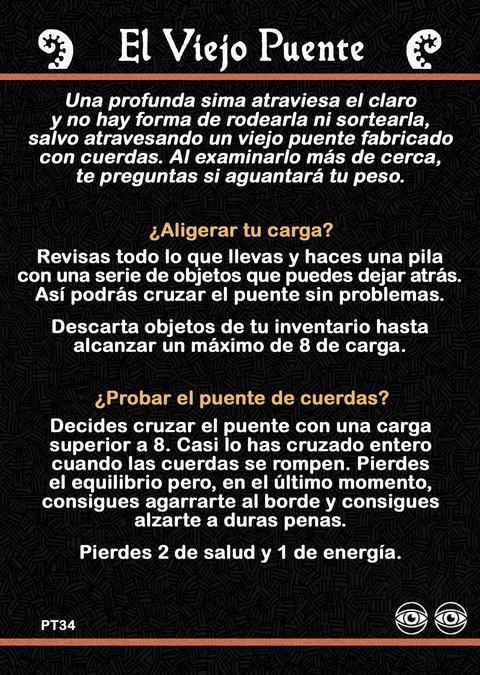 El Viejo Puente
Una profunda sima atraviesa el claro
y no hay forma de rodearla ni sortearla,
salvo atravesando un viejo puente fabricado
con cuerdas. Al examinarlo más de cerca,
te preguntas si aguantará tu peso.
¿Aligerar tu carga?
Revisas todo lo que llevas y haces una pila
con una serie de objetos que puedes dejar atrás.
Así podrás cruzar el puente sin problemas.
Descarta objetos de tu inventario hasta
alcanzar un máximo de 8 de carga.
¿Probar el puente de cuerdas?
Decides cruzar el puente con una carga
superior a 8. Casi lo has cruzado entero
cuando las cuerdas se rompen. Pierdes
el equilibrio pero, en el último momento,
consigues agarrarte al borde y consigues
alzarte a duras penas.
Pierdes 2 de salud y 1 de energía.
PT34